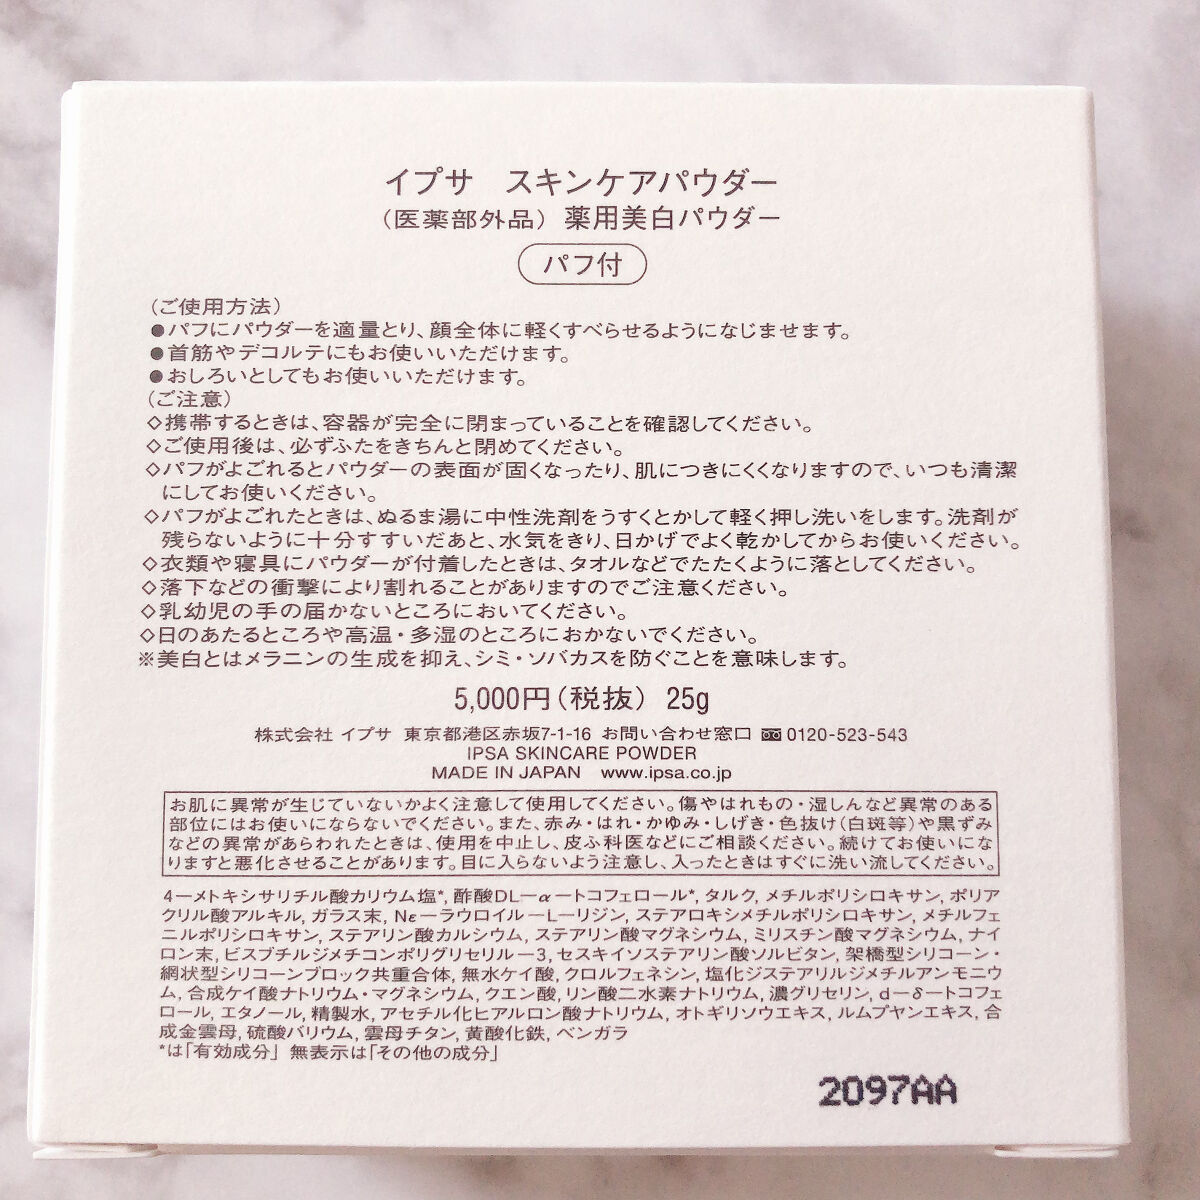 イプサ　スキンケアパウダー
（医薬部外品）薬用美白パウダー
パフ付
（ご使用方法）
●パフにパウダーを適量とり、顔全体に軽くすべらせるようになじませます。
●首筋やデコルテにもお使いいただけます。
●おしろいとしてもお使いいただけます。
（ご注意）
◇携帯するときは、容器が完全に閉まっていることを確認してください。
◇ご使用後は、必ずふたをきちんと閉めてください。
◇パフがよごれるとパウダーの表面が固くなったり、肌につきにくくなりますので、いつも清潔
にしてお使いください。
◇パフがよごれたときは、ぬるま湯に中性洗剤をうすくとかして軽く押し洗いをします。洗剤が
残らないように十分すすいだあと、水気をきり、日かげでよく乾かしてからお使いください。
◇衣類や寝具にパウダーが付着したときは、タオルなどでたたくように落としてください。
◇落下などの衝撃により割れることがありますのでご注意ください。
◇乳幼児の手の届かないところにおいてください。
◇日のあたるところや高温・多湿のところにおかないでください。
※美白とはメラニンの生成を抑え、シミ・ソバカスを防ぐことを意味します。
5,000円（税抜） 25g
株式会社 イプサ 東京都港区赤坂7-1-16 お問い合わせ窓口 0120-523-543
IPSA SKINCARE POWDER
MADE IN JAPAN www.ipsa.co.jp
お肌に異常が生じていないかよく注意して使用してください。傷やはれもの・湿しんなど異常のある
部位にはお使いにならないでください。また、赤み・はれ・かゆみ・しげき・色抜け（白斑等）や黒ずみ
などの異常があらわれたときは、使用を中止し、皮ふ科医などにご相談ください。続けてお使いにな
りますと悪化させることがあります。目に入らないよう注意し、入ったときはすぐに洗い流してください。
4－メトキシサリチル酸カリウム塩*, 酢酸DL－α－トコフェロール*, タルク, メチルポリシロキサン, ポリア
クリル酸アルキル, ガラス末, Nε－ラウロイル－L－リジン, ステアロキシメチルポリシロキサン, メチルフェ
ニルポリシロキサン, ステアリン酸カルシウム, ステアリン酸マグネシウム, ミリスチン酸マグネシウム, ナイ
ロン末, ビスブチルジメチコンポリグリセリル－3, セスキイソステアリン酸ソルビタン, 架橋型シリコーン・
網状型シリコーンブロック共重合体, 無水ケイ酸, クロルフェネシン, 塩化ジステアリルジメチルアンモニウ
ム, 合成ケイ酸ナトリウム・マグネシウム, クエン酸, リン酸二水素ナトリウム, 濃グリセリン, d－δ－トコフェ
ロール, エタノール, 精製水, アセチル化ヒアルロン酸ナトリウム, オトギリソウエキス, ルムプヤンエキス, 合
成金雲母, 硫酸バリウム, 雲母チタン, 黄酸化鉄, ベンガラ
*は「有効成分」 無表示は「その他の成分」
2097AA